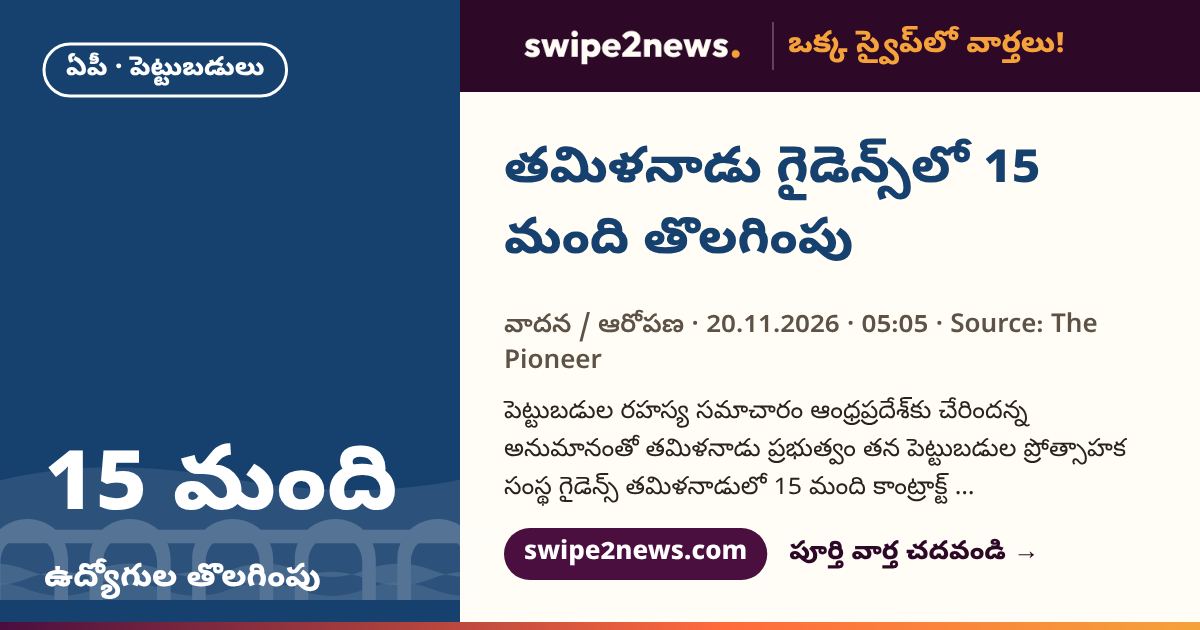 ఏపీ · పెట్టుబడులు
15 మంది
ఉద్యోగుల తొలగింపు
swipe2news.
ఒక్క స్వైప్‌లో వార్తలు!
తమిళనాడు గైడెన్స్‌లో 15
మంది తొలగింపు
వాదన / ఆరోపణ · 20.11.2026 · 05:05 · Source: The
Pioneer
పెట్టుబడుల రహస్య సమాచారం ఆంధ్రప్రదేశ్‌కు చేరిందన్న
అనుమానంతో తమిళనాడు ప్రభుత్వం తన పెట్టుబడుల ప్రోత్సాహక
సంస్థ గైడెన్స్ తమిళనాడులో 15 మంది కాంట్రాక్ట్ ...
swipe2news.com
పూర్తి వార్త చదవండి →